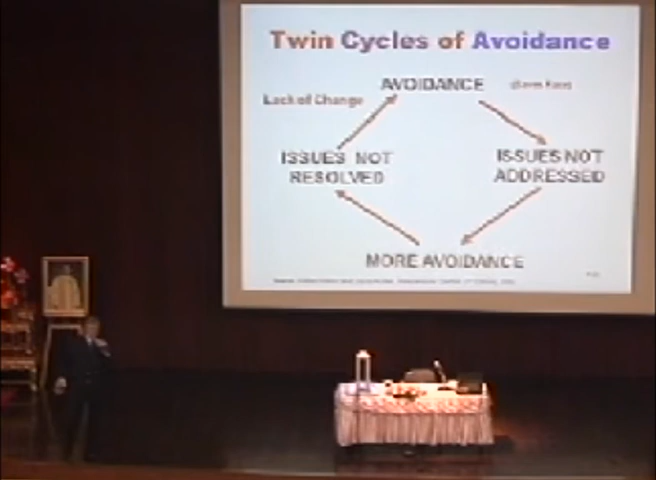 Twin Cycles of Avoidance
AVOIDANCE
Lack of Change
ISSUES NOT
RESOLVED
ISSUES NOT
ADDRESSED
MORE AVOIDANCE